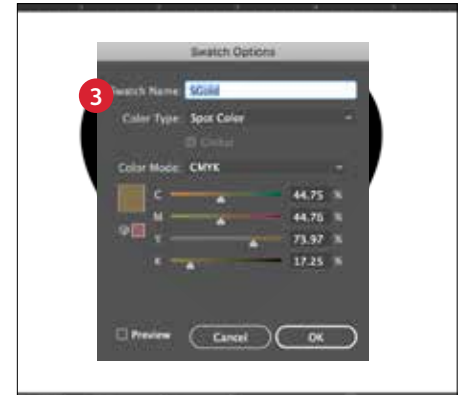 Swatch Options
3
Swatch Name: SGold
Color Type: Spot Color
Global
Color Mode: CMYK
C 44.75 %
M 44.76 %
Y 73.97 %
K 17.25 %
Preview Cancel OK